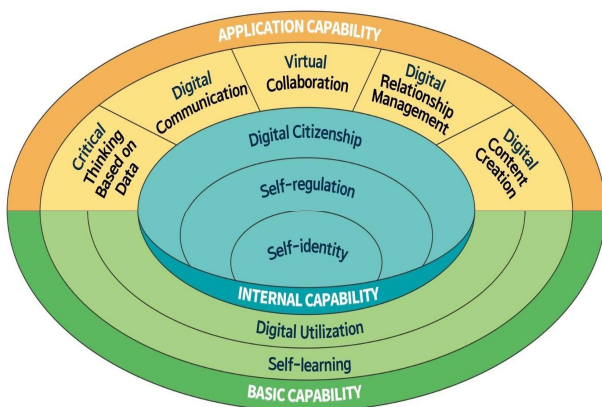 APPLICATION CAPABILITY
Critical
Thinking
Based on
Data
Digital
Communication
Virtual
Collaboration
Digital
Relationship
Management
Digital
Content
Creation
Digital Citizenship
Self-regulation
Self-identity
INTERNAL CAPABILITY
Digital Utilization
Self-learning
BASIC CAPABILITY